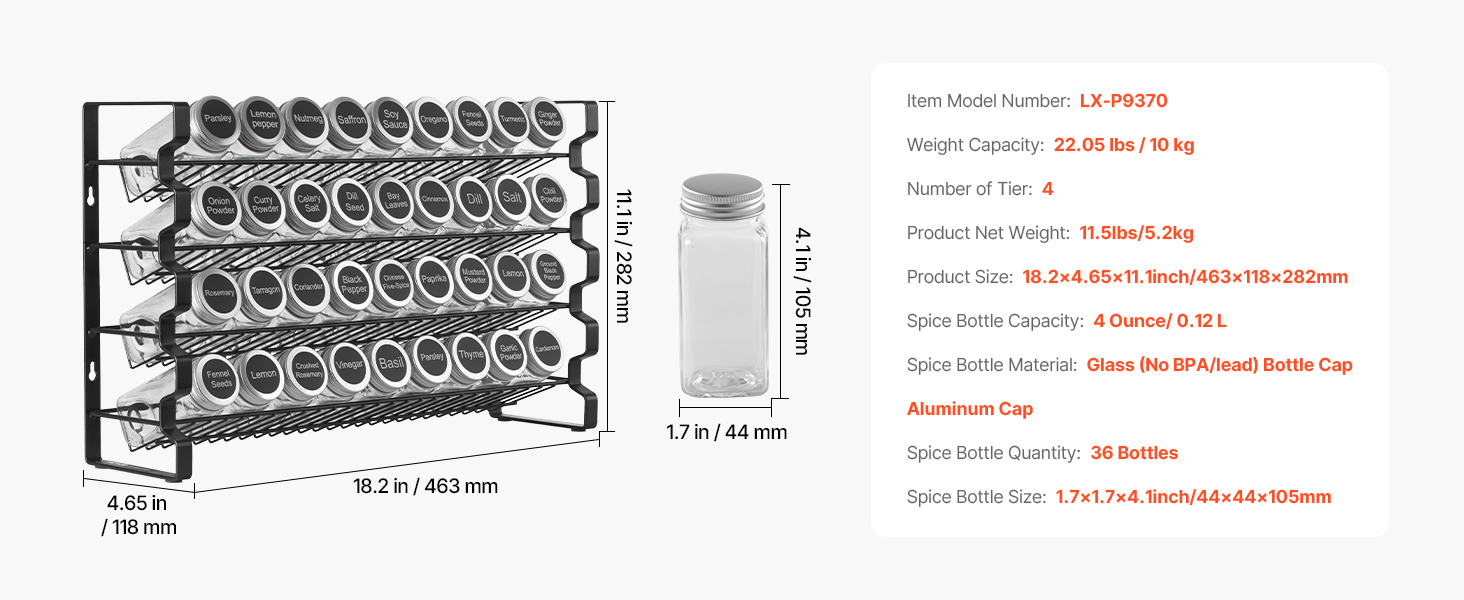 Parsley
Lemon
pepper
Nutmeg
Saffron
Soy
Sauce
Oregano
Fennel
Seeds
Turmeric
Ginger
Powder
Onion
Powder
Curry
Powder
Celery
Salt
Dill
Seed
Bay
Leaves
Cinnamon
Dill
Salt
Chili
Powder
Rosemary
Tarragon
Coriander
Black
Pepper
Chinese
Five-Spice
Paprika
Mustard
Powder
Lemon
Ground
Black
Pepper
Fennel
Seeds
Lemon
Crushed
Rosemary
Vinegar
Basil
Parsley
Thyme
Garlic
Powder
Cardamom
11.1 in / 282 mm
18.2 in / 463 mm
4.65 in
/ 118 mm
4.1 in / 105 mm
1.7 in / 44 mm
Item Model Number: LX-P9370
Weight Capacity: 22.05 lbs / 10 kg
Number of Tier: 4
Product Net Weight: 11.5lbs/5.2kg
Product Size: 18.2×4.65×11.1inch/463×118×282mm
Spice Bottle Capacity: 4 Ounce/ 0.12 L
Spice Bottle Material: Glass (No BPA/lead) Bottle Cap
Aluminum Cap
Spice Bottle Quantity: 36 Bottles
Spice Bottle Size: 1.7×1.7×4.1inch/44×44×105mm